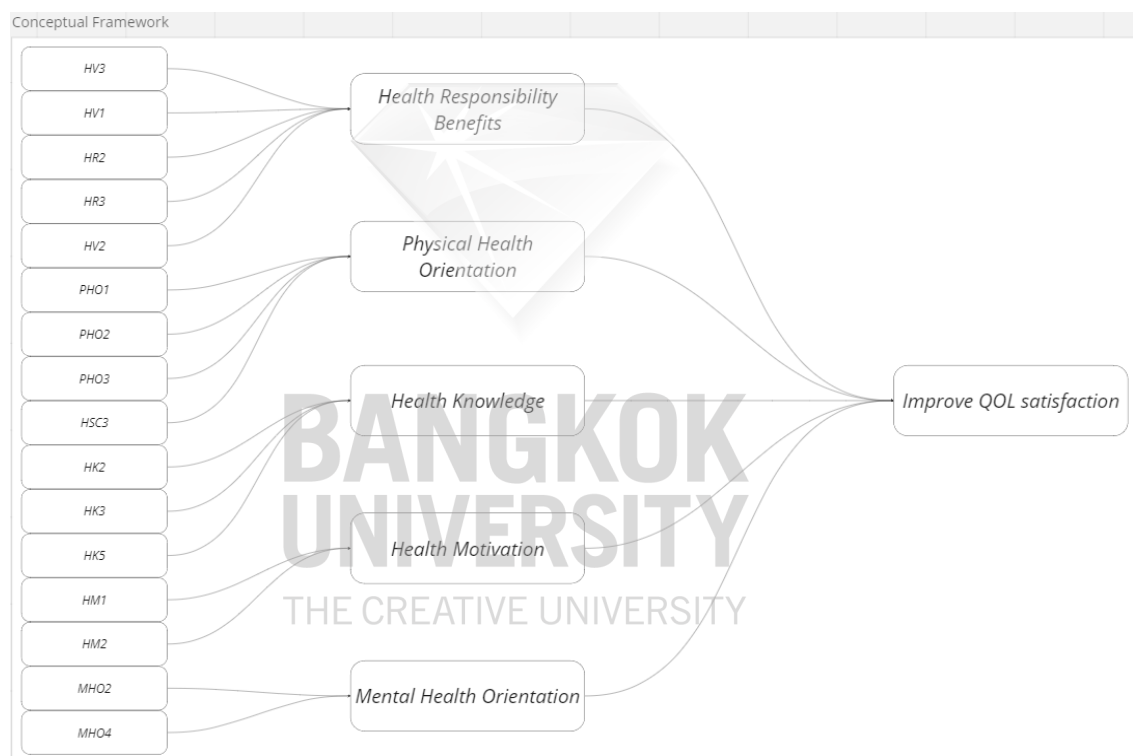 Conceptual Framework
HV3
HV1
HR2
HR3
HV2
PHO1
PHO2
PHO3
HSC3
HK2
HK3
HK5
HM1
HM2
MHO2
MHO4
Health Responsibility
Benefits
Physical Health
Orientation
Health Knowledge
Health Motivation
Mental Health Orientation
Improve QOL satisfaction
BANGKOK
UNIVERSITY
THE CREATIVE UNIVERSITY